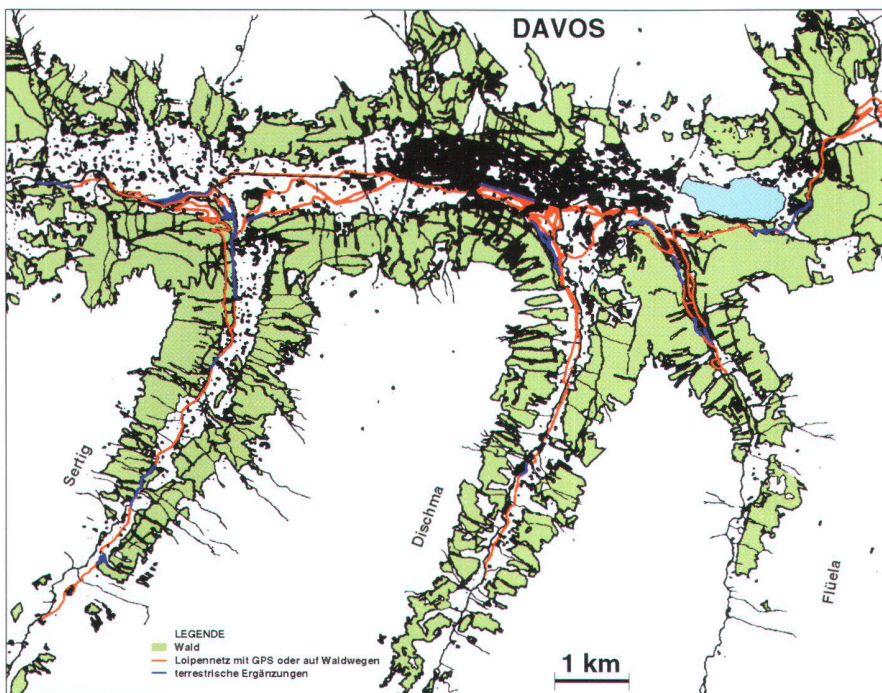 DAVOS
Sertig
Dischma
Flüela
LEGENDE
Wald
Loipennetz mit GPS oder auf Waldwegen
terrestrische Ergänzungen
1 km